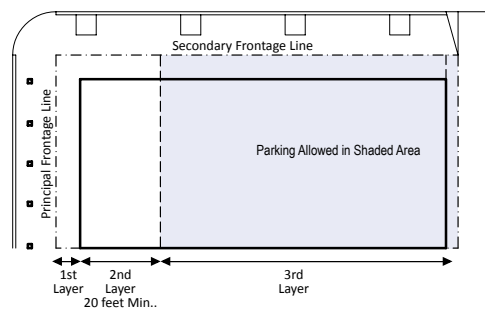 Secondary Frontage Line
Principal Frontage Line
Parking Allowed in Shaded Area
1st
Layer
2nd
Layer
20 feet Min..
3rd
Layer